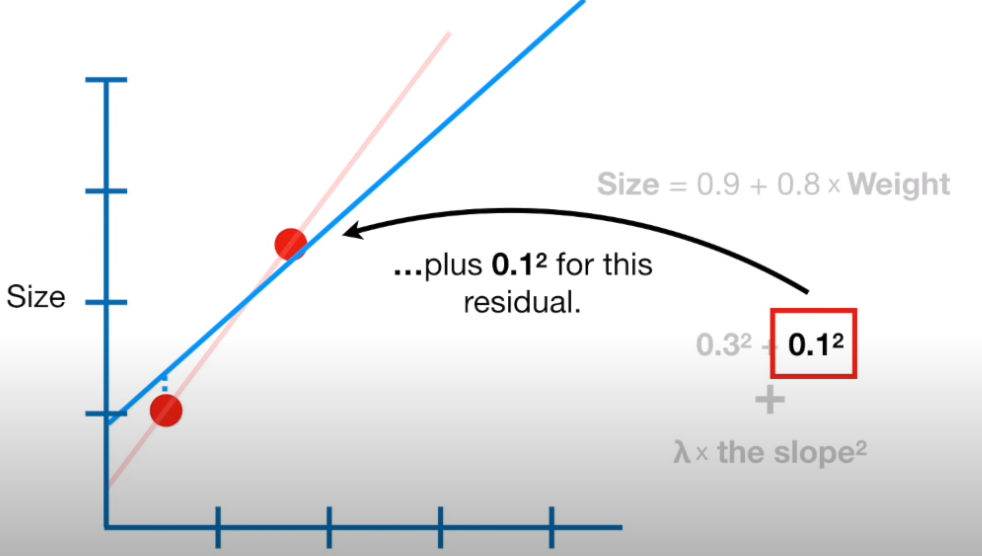 Size = 0.9 + 0.8 × Weight
...plus 0.1² for this
residual.
Size
0.3² + 0.1²
+
λ × the slope²